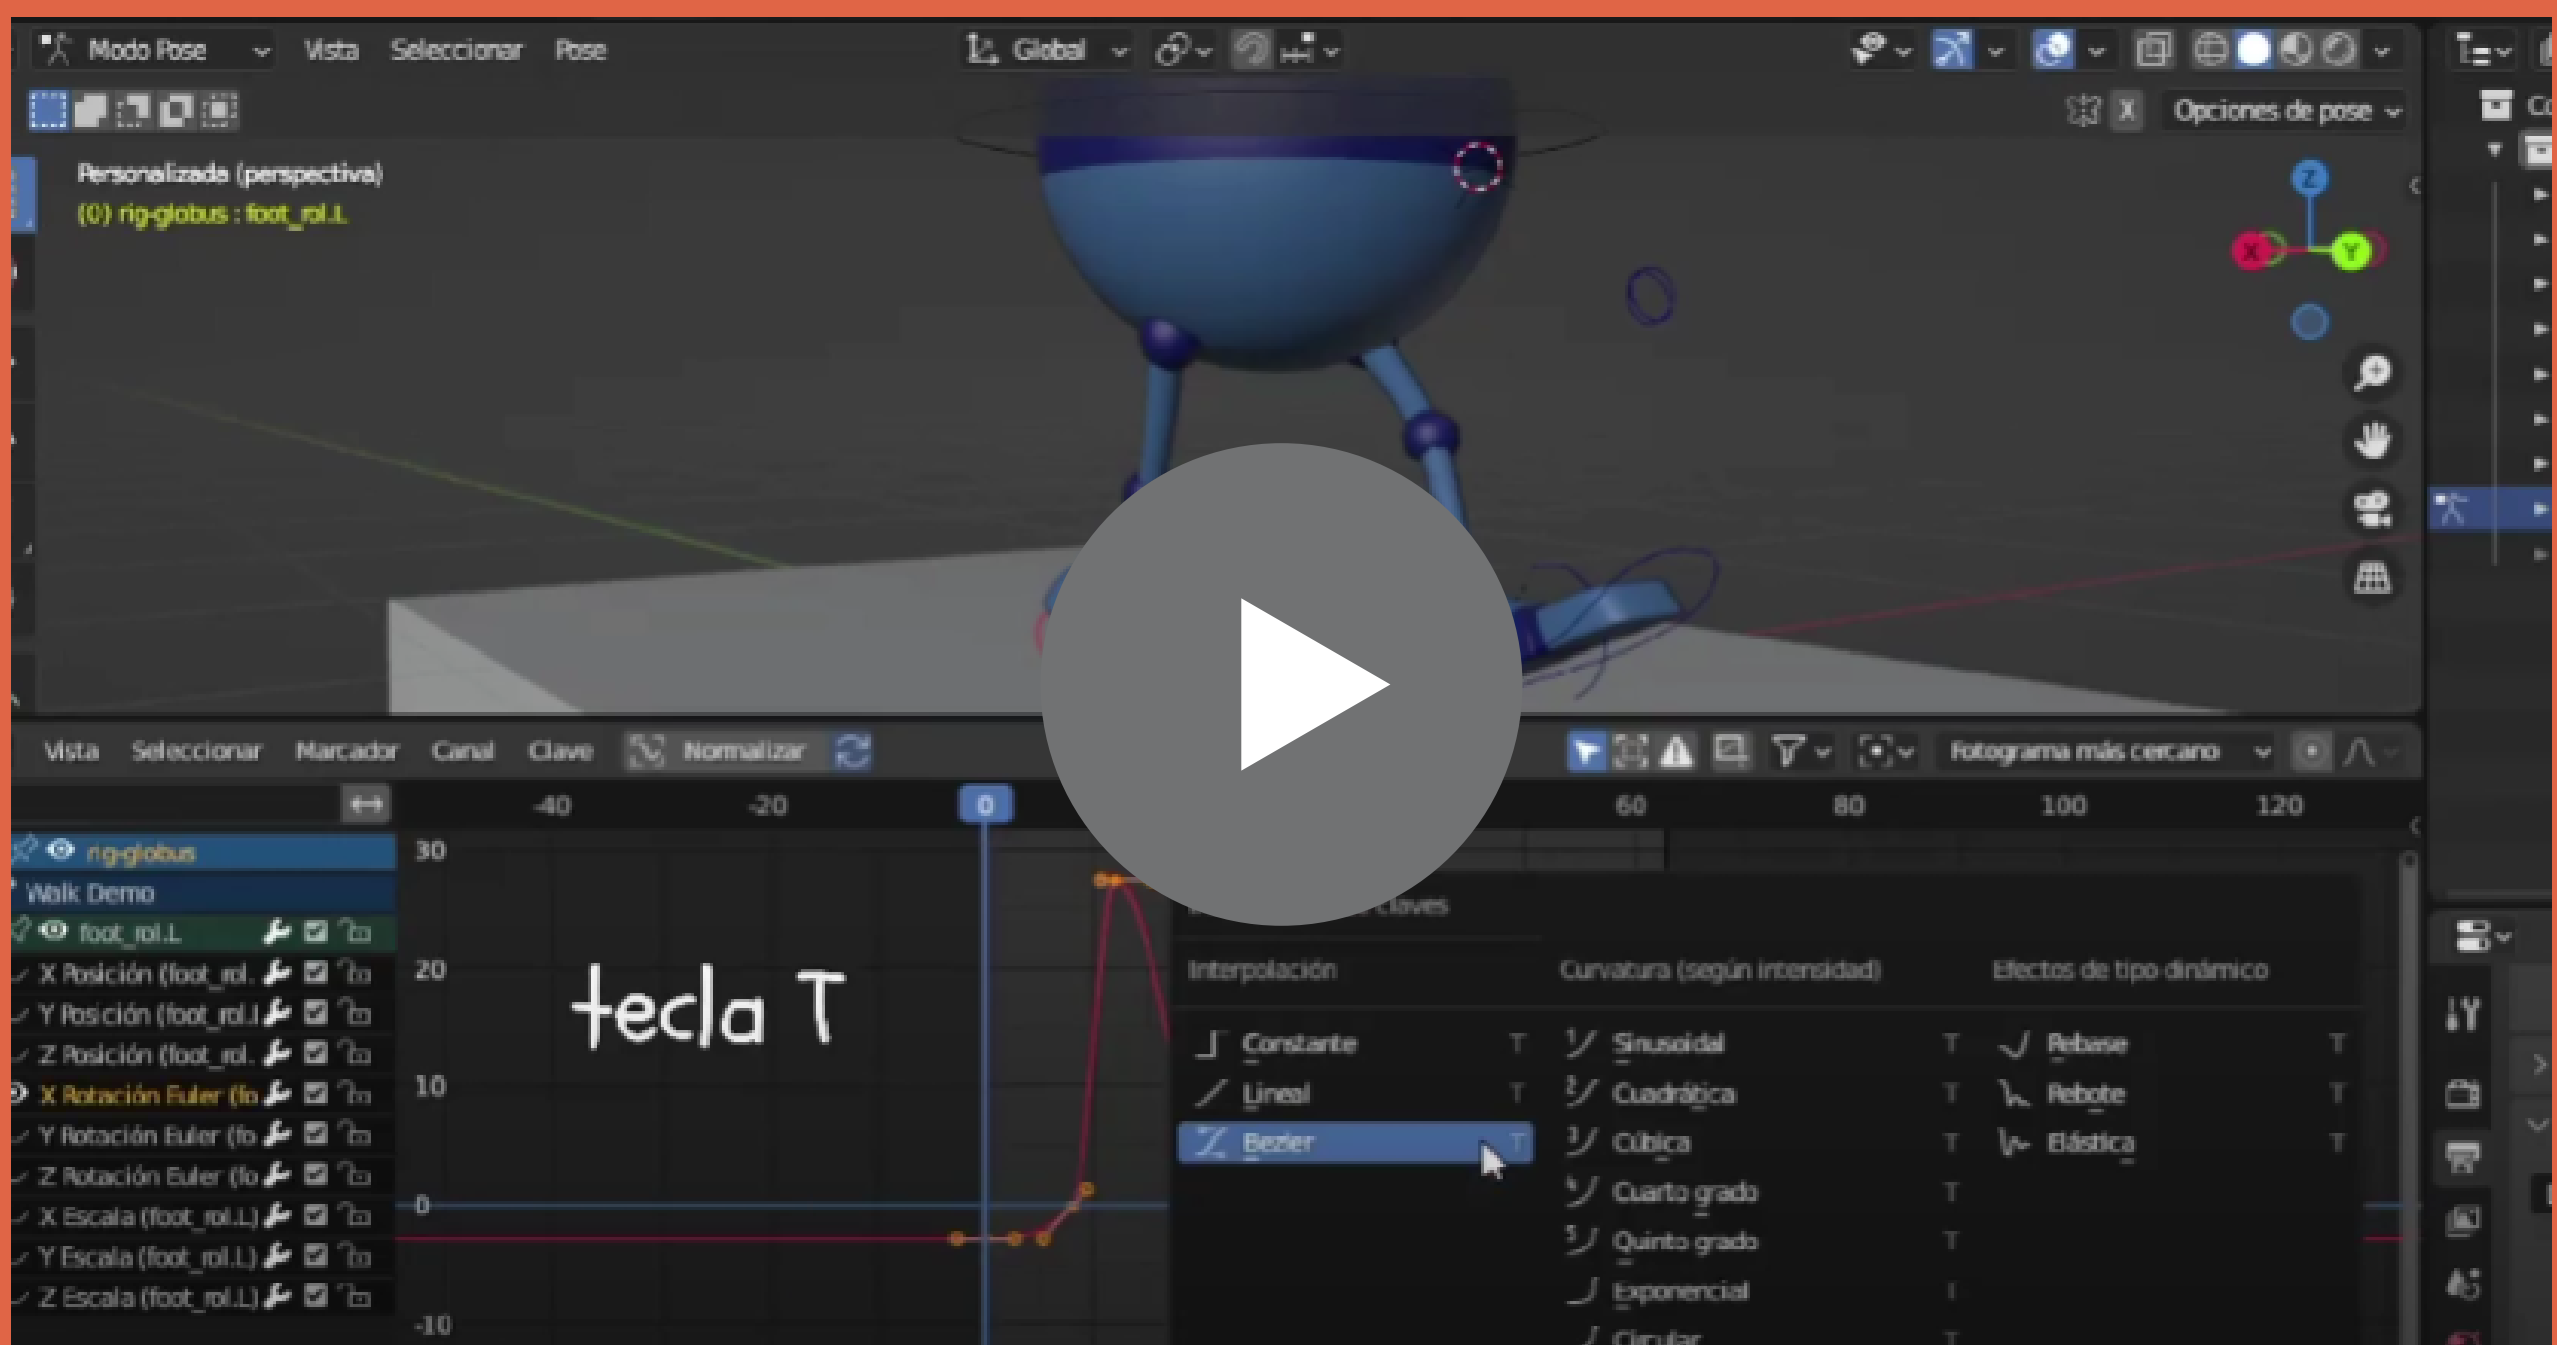 Modo Pose Vista Seleccionar Pose Global
X Opciones de pose
Personalizada (perspectiva)
(0) rig-globus : foot_rol.L
Z
X Y
Vista Seleccionar Marcador Canal Clave Normalizar Fotograma más cercano
-40 -20 0 60 80 100 120
rig-globus
Walk Demo
foot_rol.L
X Posición (foot_rol.
Y Posición (foot_rol.l
Z Posición (foot_rol.
X Rotación Euler (fo
Y Rotación Euler (fo
Z Rotación Euler (fo
X Escala (foot_rol.L)
Y Escala (foot_rol.L)
Z Escala (foot_rol.L)
30
20
10
0
-10
tecla T
claves
Interpolación Curvatura (según intensidad) Efectos de tipo dinámico
Constante T Sinusoidal T Rebase T
Lineal T Cuadrática T Rebote T
Bezier T Cúbica T Elástica T
Cuarto grado T
Quinto grado T
Exponencial
Circular